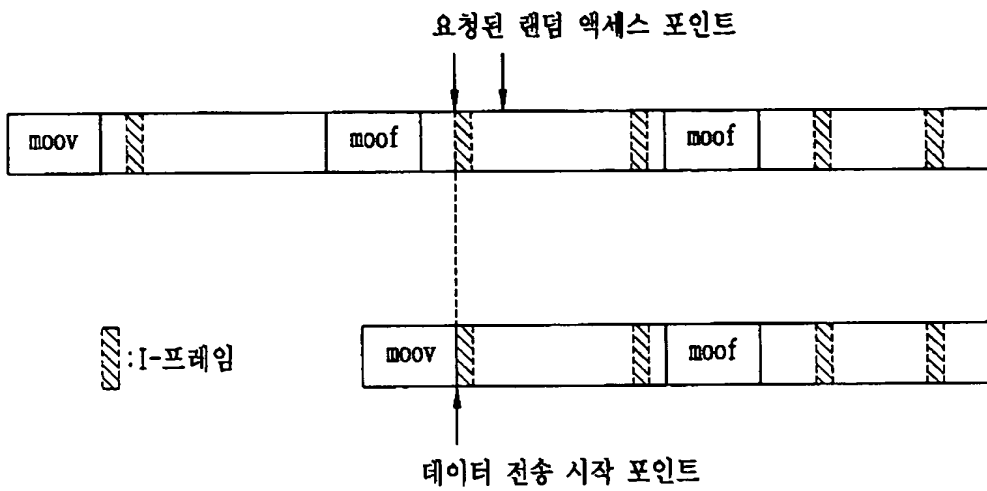 요청된 랜덤 액세스 포인트
moov moof moof
moov moof
:I-프레임
데이터 전송 시작 포인트